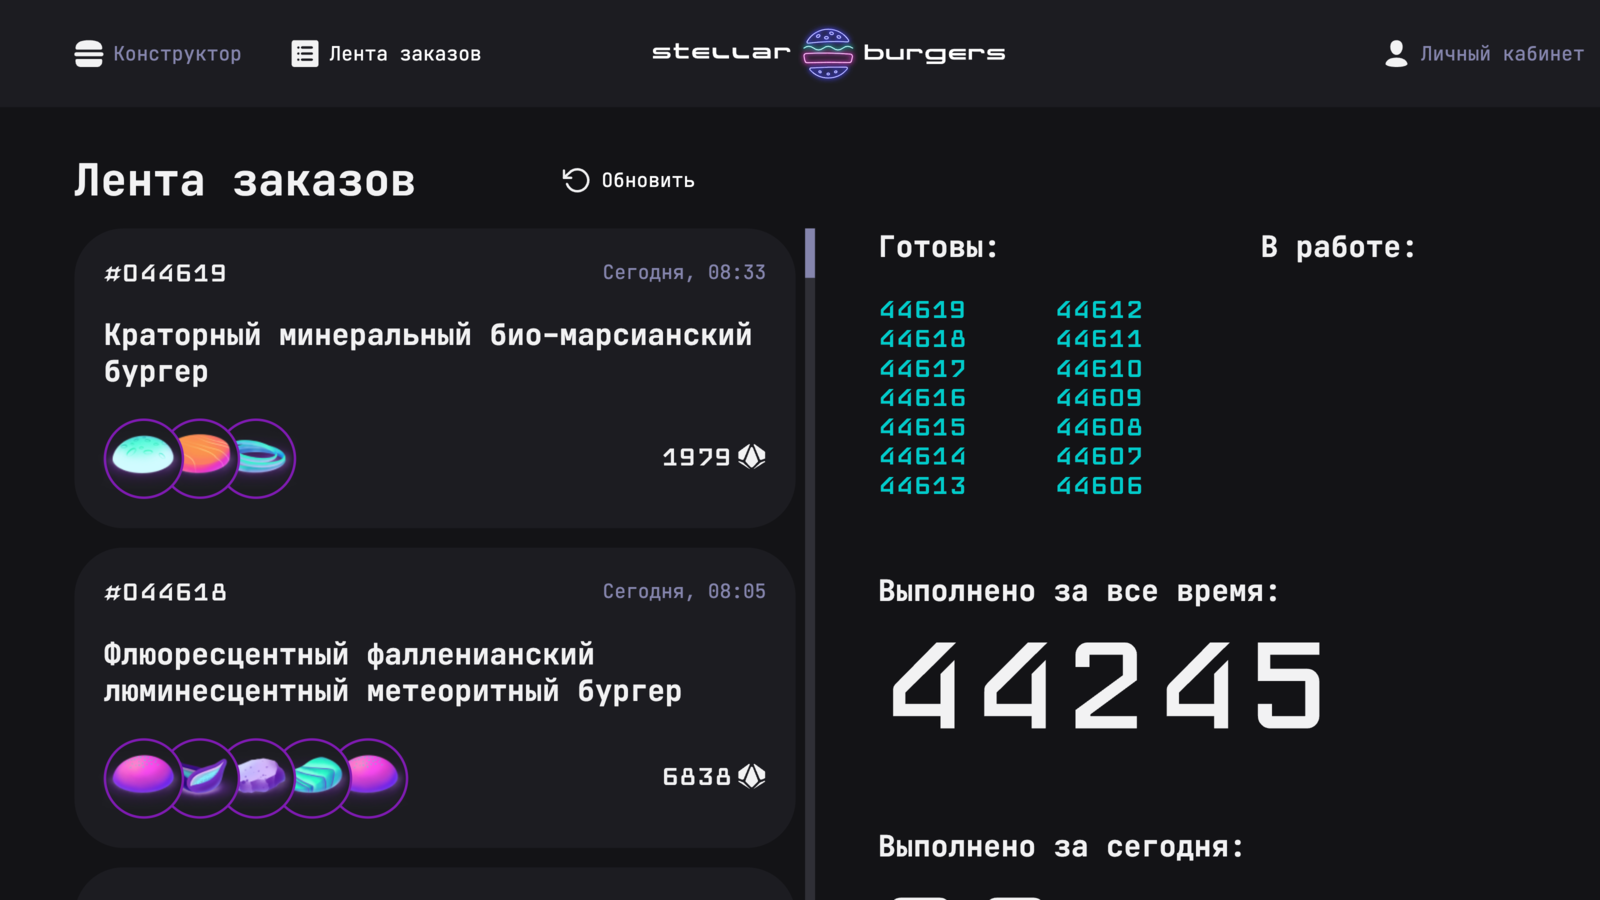 Конструктор
Лента заказов
stellar burgers
Личный кабинет
Лента заказов
Обновить
#044619
Сегодня, 08:33
Краторный минеральный био-марсианский
бургер
1979
#044618
Сегодня, 08:05
Флюоресцентный фалленианский
люминесцентный метеоритный бургер
6838
Готовы:
44619
44618
44617
44616
44615
44614
44613
44612
44611
44610
44609
44608
44607
44606
В работе:
Выполнено за все время:
44245
Выполнено за сегодня: